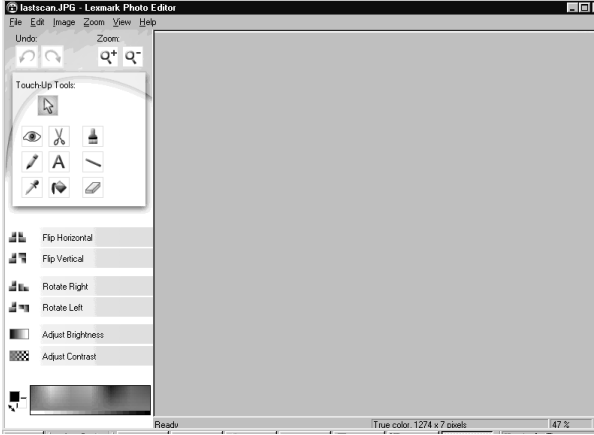 lastscan.JPG - Lexmark Photo Editor
File Edit Image Zoom View Help
Undo: Zoom:
Touch-Up Tools:
A
Flip Horizontal
Flip Vertical
Rotate Right
Rotate Left
Adjust Brightness
Adjust Contrast
Ready True color. 1274 x 7 pixels 47 %